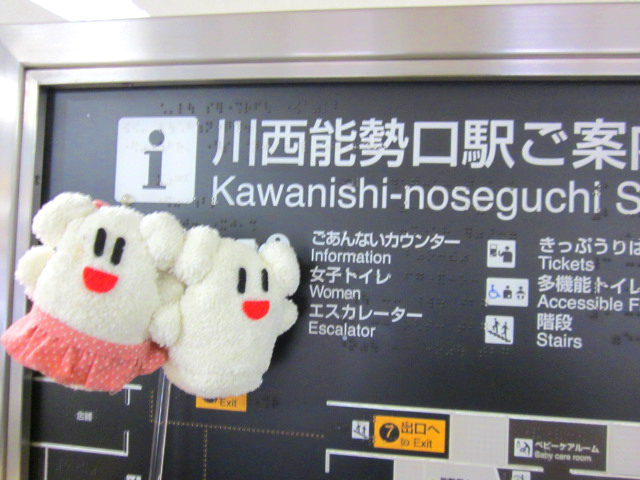 i 川西能勢口駅ご案
Kawanishi-noseguchi S
ごあんないカウンター
Information
女子トイレ
Women
エスカレーター
Escalator
きっぷうりば
Tickets
多機能トイレ
Accessible F
階段
Stairs
Exit
7 出口へ
to Exit
ベビーケアルーム
Baby care room